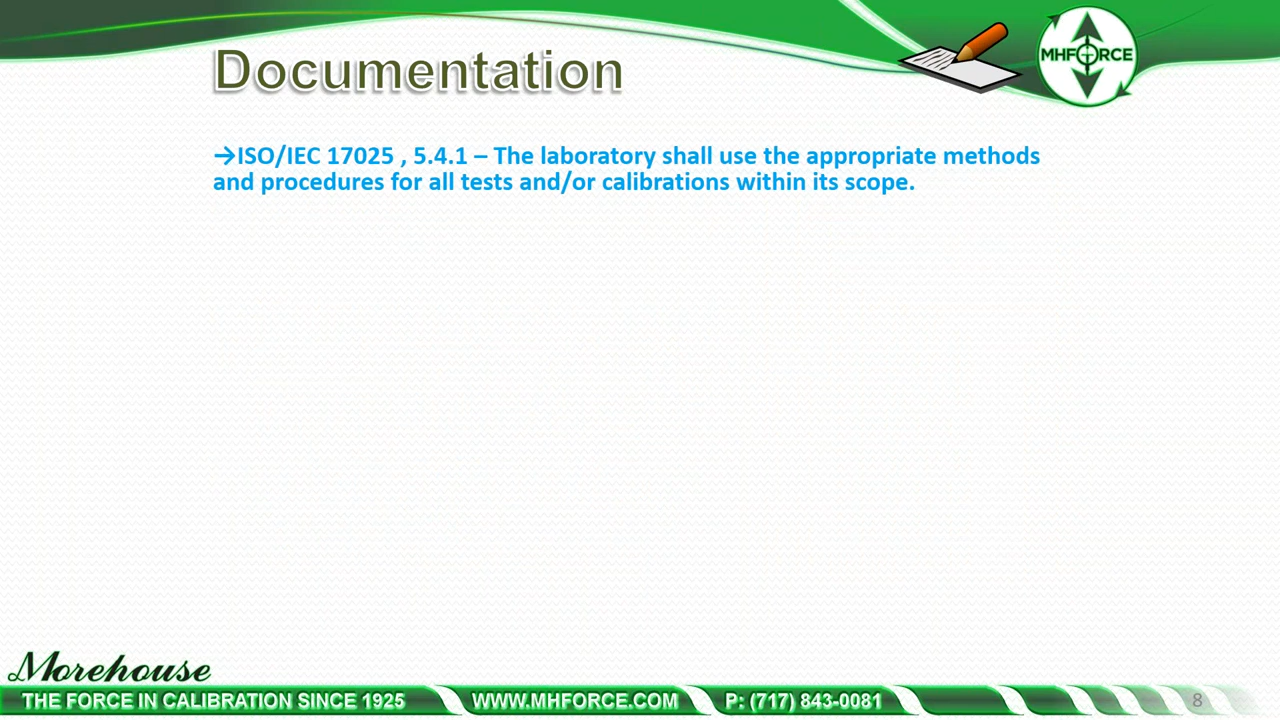 Documentation
MHFORCE
→ISO/IEC 17025 , 5.4.1 – The laboratory shall use the appropriate methods
and procedures for all tests and/or calibrations within its scope.
Morehouse
THE FORCE IN CALIBRATION SINCE 1925 WWW.MHFORCE.COM P: (717) 843-0081 8